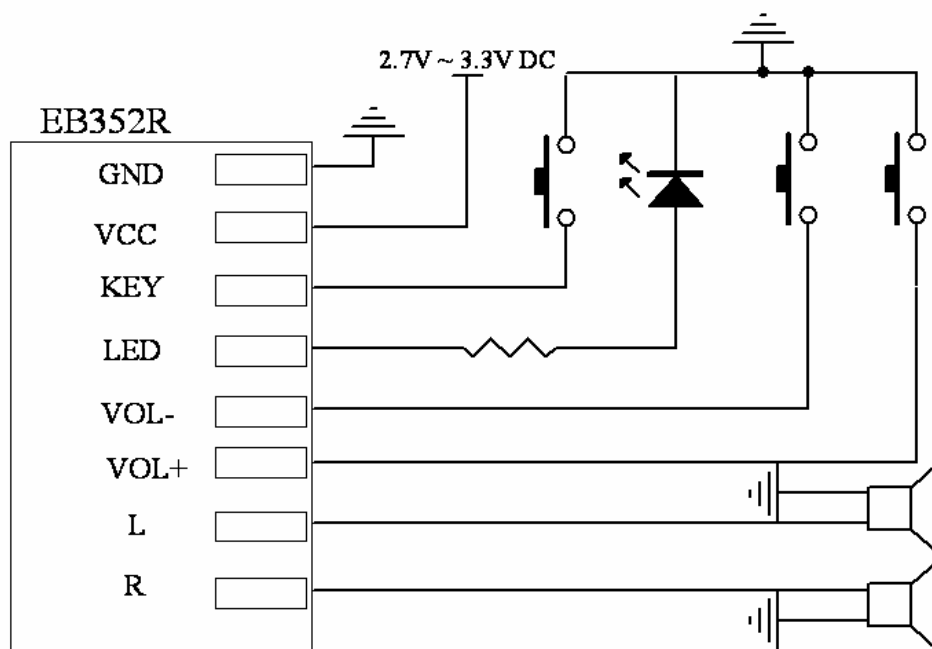 2.7V ~ 3.3V DC
EB352R
GND
VCC
KEY
LED
VOL-
VOL+
L
R